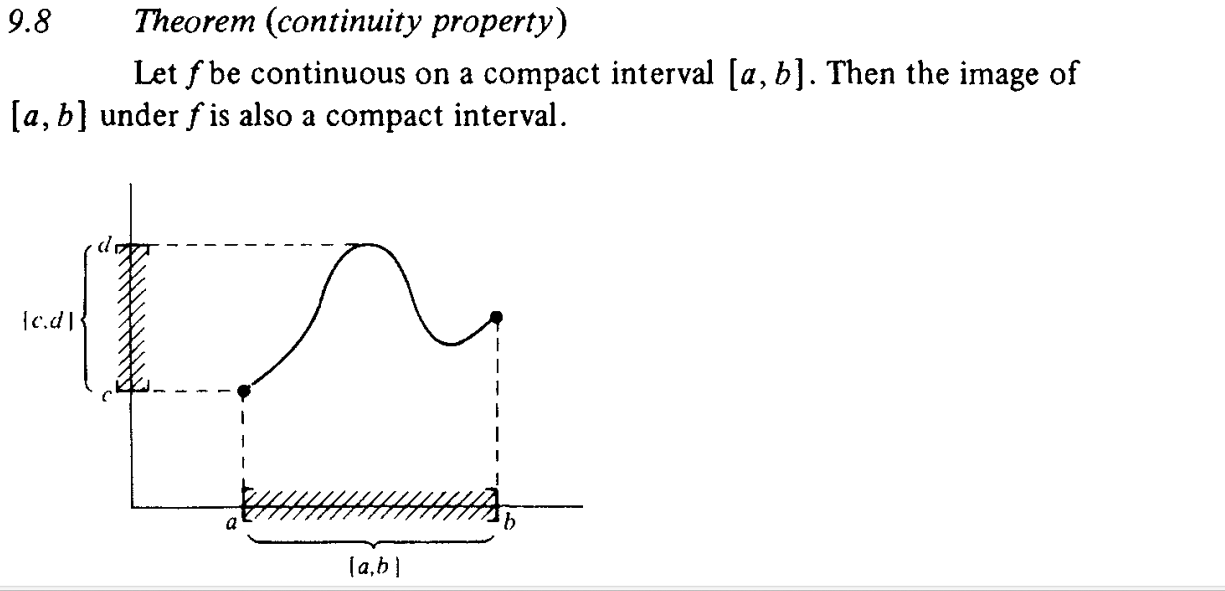 9.8 Theorem (continuity property)
Let f be continuous on a compact interval [a, b]. Then the image of
[a, b] under f is also a compact interval.
d
[c,d]
c
a
b
[a,b]